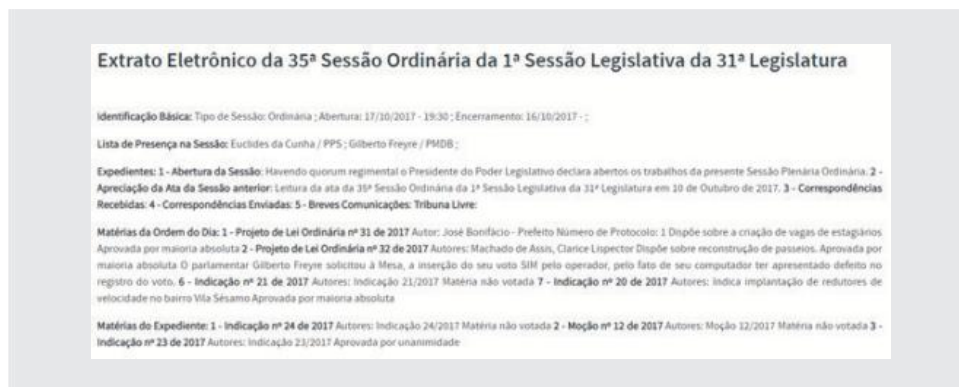 Extrato Eletrônico da 35ª Sessão Ordinária da 1ª Sessão Legislativa da 31ª Legislatura
Identificação Básica: Tipo de Sessão: Ordinária ; Abertura: 17/10/2017 - 19:30 ; Encerramento: 16/10/2017 - ;
Lista de Presença na Sessão: Euclides da Cunha / PPS ; Gilberto Freyre / PMDB ;
Expedientes: 1 - Abertura da Sessão: Havendo quorum regimental o Presidente do Poder Legislativo declara abertos os trabalhos da presente Sessão Plenária Ordinária. 2 -
Apreciação da Ata da Sessão anterior: Leitura da ata da 35ª Sessão Ordinária da 1ª Sessão Legislativa da 31ª Legislatura em 10 de Outubro de 2017. 3 - Correspondências
Recebidas: 4 - Correspondências Enviadas: 5 - Breves Comunicações: Tribuna Livre:
Matérias da Ordem do Dia: 1 - Projeto de Lei Ordinária nº 31 de 2017 Autor: José Bonifácio - Prefeito Número de Protocolo: 1 Dispõe sobre a criação de vagas de estagiários
Aprovada por maioria absoluta 2 - Projeto de Lei Ordinária nº 32 de 2017 Autores: Machado de Assis, Clarice Lispector Dispõe sobre reconstrução de passeios. Aprovada por
maioria absoluta O parlamentar Gilberto Freyre solicitou à Mesa, a inserção do seu voto SIM pelo operador, pelo fato de seu computador ter apresentado defeito no
registro do voto. 6 - Indicação nº 21 de 2017 Autores: Indicação 21/2017 Matéria não votada 7 - Indicação nº 20 de 2017 Autores: Indica implantação de redutores de
velocidade no bairro Vila Sésamo Aprovada por maioria absoluta
Matérias do Expediente: 1 - Indicação nº 24 de 2017 Autores: Indicação 24/2017 Matéria não votada 2 - Moção nº 12 de 2017 Autores: Moção 12/2017 Matéria não votada 3 -
Indicação nº 23 de 2017 Autores: Indicação 23/2017 Aprovada por unanimidade